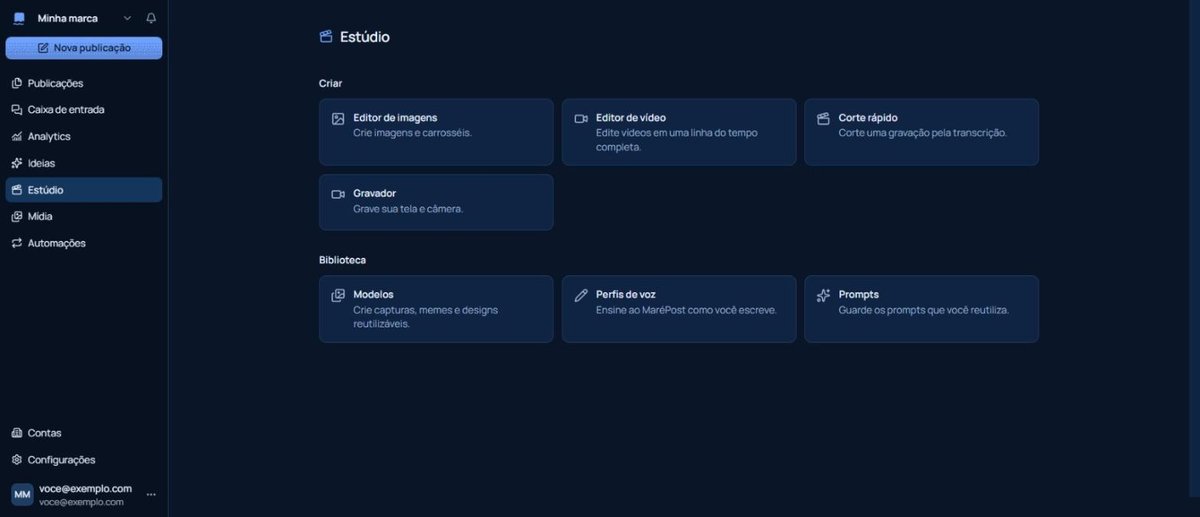 Minha marca
Nova publicação
Publicações
Caixa de entrada
Analytics
Ideias
Estúdio
Mídia
Automações
Contas
Configurações
MM
voce@exemplo.com
voce@exemplo.com
Estúdio
Criar
Editor de imagens
Crie imagens e carrosséis.
Editor de vídeo
Edite vídeos em uma linha do tempo
completa.
Corte rápido
Corte uma gravação pela transcrição.
Gravador
Grave sua tela e câmera.
Biblioteca
Modelos
Crie capturas, memes e designs
reutilizáveis.
Perfis de voz
Ensine ao MaréPost como você escreve.
Prompts
Guarde os prompts que você reutiliza.